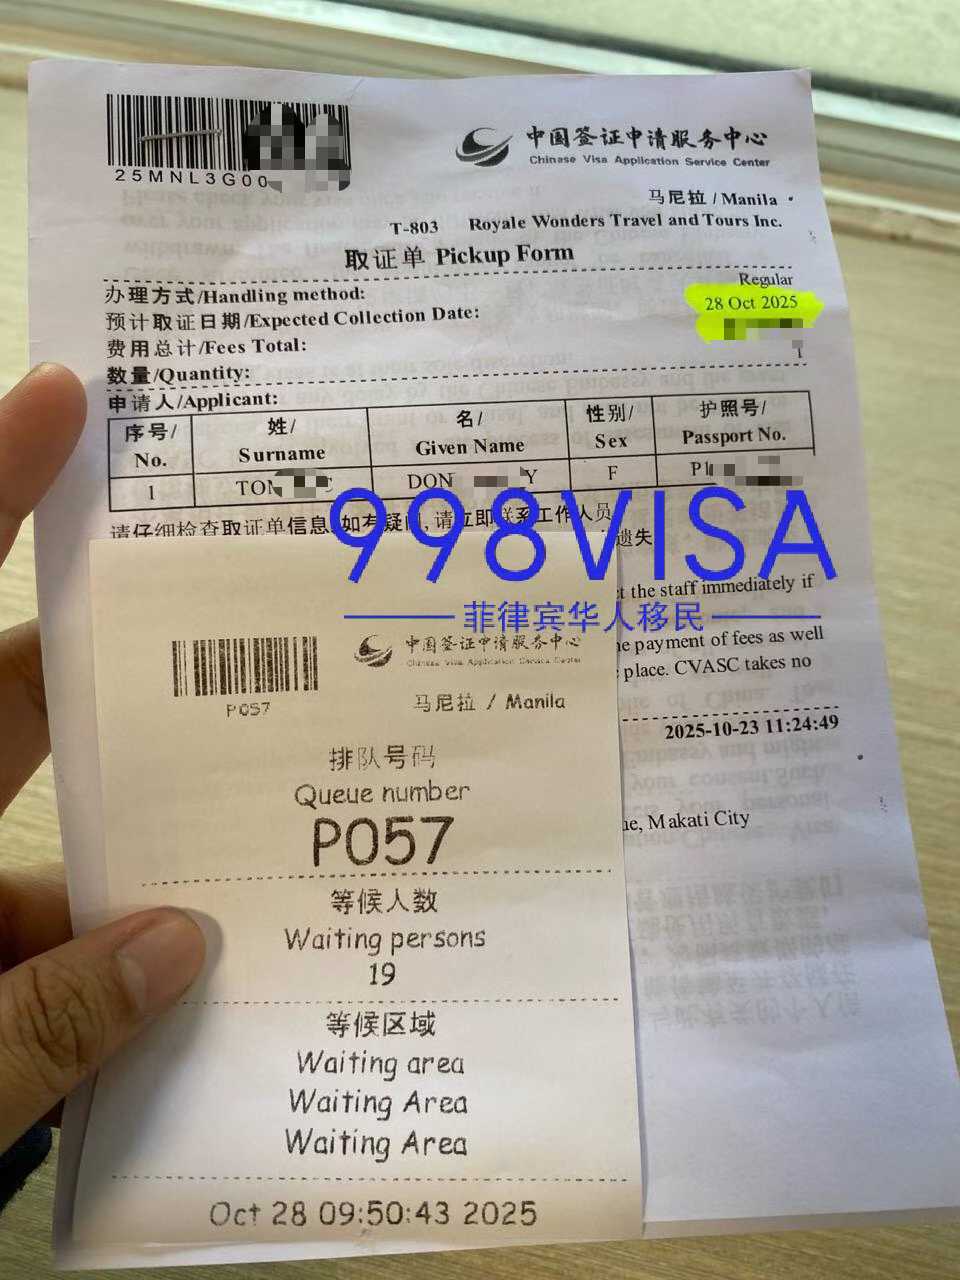 25MNL3G00
中国签证申请服务中心
Chinese Visa Application Service Center
马尼拉 / Manila
T-803 Royale Wonders Travel and Tours Inc.
取证单 Pickup Form
办理方式/Handling method: Regular
预计取证日期/Expected Collection Date: 28 Oct 2025
费用总计/Fees Total:
数量/Quantity: 1
申请人/Applicant:
序号/ 姓/ 名/ 性别/ 护照号/
No. Surname Given Name Sex Passport No.
1 TON C DON Y F P
请仔细检查取证单信息,如有疑问,请立即联系工作人员
遗失
998VISA
菲律宾华人移民
the staff immediately if
payment of fees as well
place. CVASC takes no
2025-10-23 11:24:49
Makati City
P057
中国签证申请服务中心
Chinese Visa Application Service Center
马尼拉 / Manila
排队号码
Queue number
P057
等候人数
Waiting persons
19
等候区域
Waiting area
Waiting Area
Waiting Area
Oct 28 09:50:43 2025